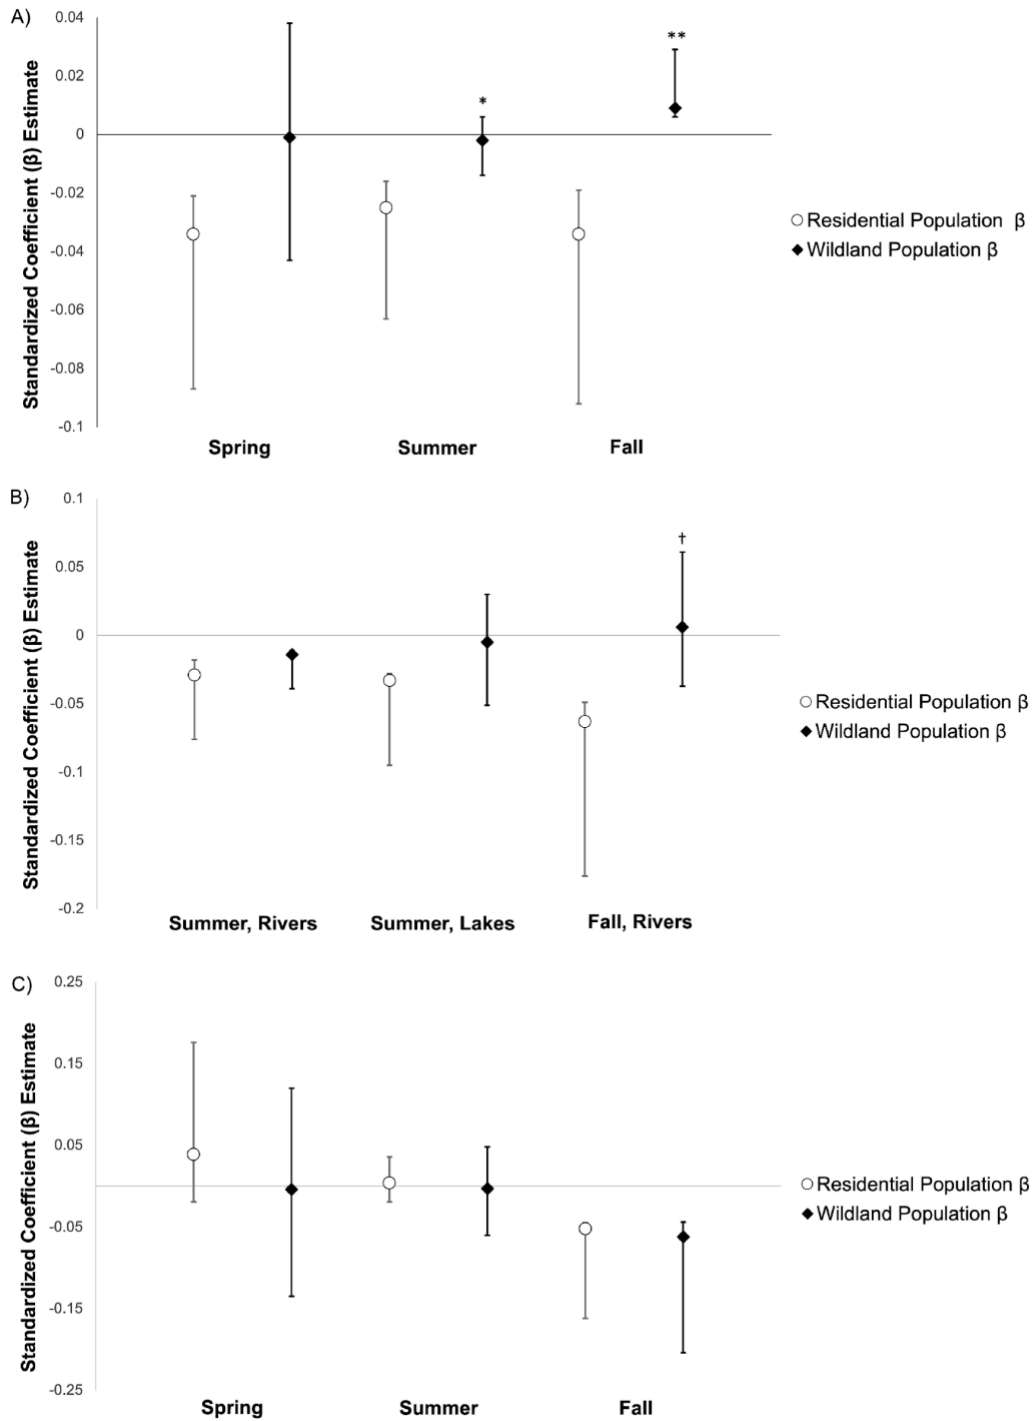 A)
Standardized Coefficient (β) Estimate
0.04
0.02
0
-0.02
-0.04
-0.06
-0.08
-0.1
*
**
Spring
Summer
Fall
Residential Population β
Wildland Population β
B)
Standardized Coefficient (β) Estimate
0.1
0.05
0
-0.05
-0.1
-0.15
-0.2
†
Summer, Rivers
Summer, Lakes
Fall, Rivers
Residential Population β
Wildland Population β
C)
Standardized Coefficient (β) Estimate
0.25
0.15
0.05
-0.05
-0.15
-0.25
Spring
Summer
Fall
Residential Population β
Wildland Population β